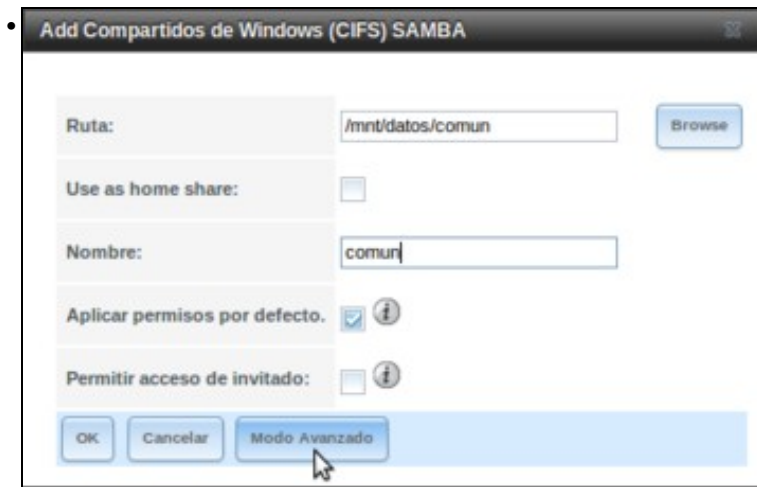 Add Compartidos de Windows (CIFS) SAMBA
Ruta: /mnt/datos/comun Browse
Use as home share:
Nombre: comun
Aplicar permisos por defecto.
Permitir acceso de invitado:
OK Cancelar Modo Avanzado